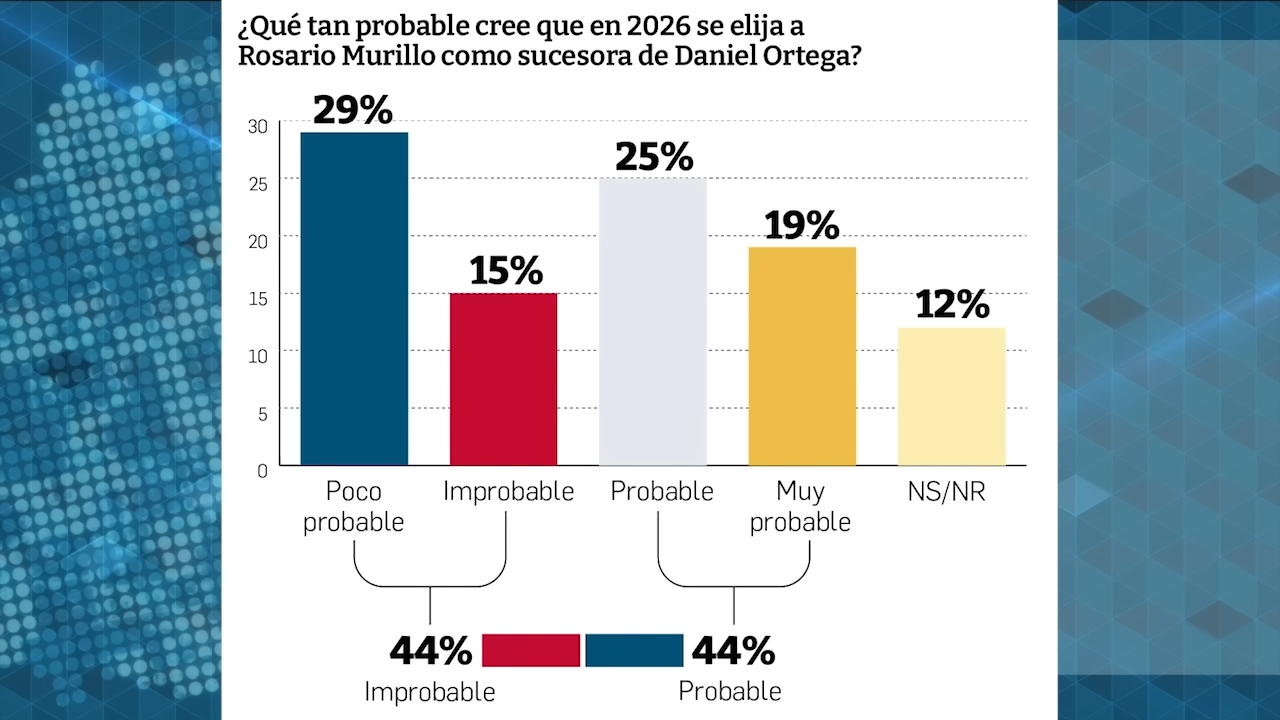 ¿Qué tan probable cree que en 2026 se elija a
Rosario Murillo como sucesora de Daniel Ortega?
30
25
20
15
10
5
0
29%
15%
25%
19%
12%
Poco
probable
Improbable
Probable
Muy
probable
NS/NR
44%
Improbable
44%
Probable